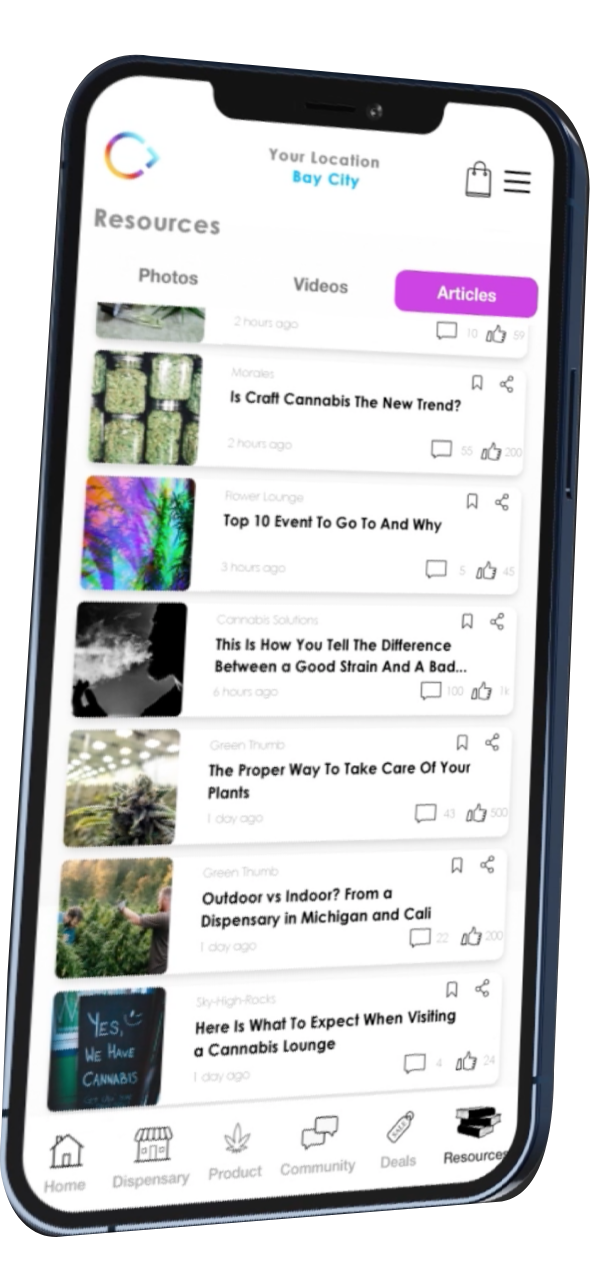 Your Location
Bay City
Resources
Photos
Videos
Articles
2 hours ago
10
59
Morales
Is Craft Cannabis The New Trend?
2 hours ago
55
200
Flower Lounge
Top 10 Event To Go To And Why
3 hours ago
5
45
Cannabis Solutions
This Is How You Tell The Difference
Between a Good Strain And A Bad...
6 hours ago
100
1k
Green Thumb
The Proper Way To Take Care Of Your
Plants
1 day ago
43
500
Green Thumb
Outdoor vs Indoor? From a
Dispensary in Michigan and Cali
1 day ago
22
200
YES,
WE HAVE
CANNABIS
Sky-High-Rocks
Here Is What To Expect When Visiting
a Cannabis Lounge
1 day ago
4
24
Home
Dispensary
Product
Community
SALE
Deals
Resources